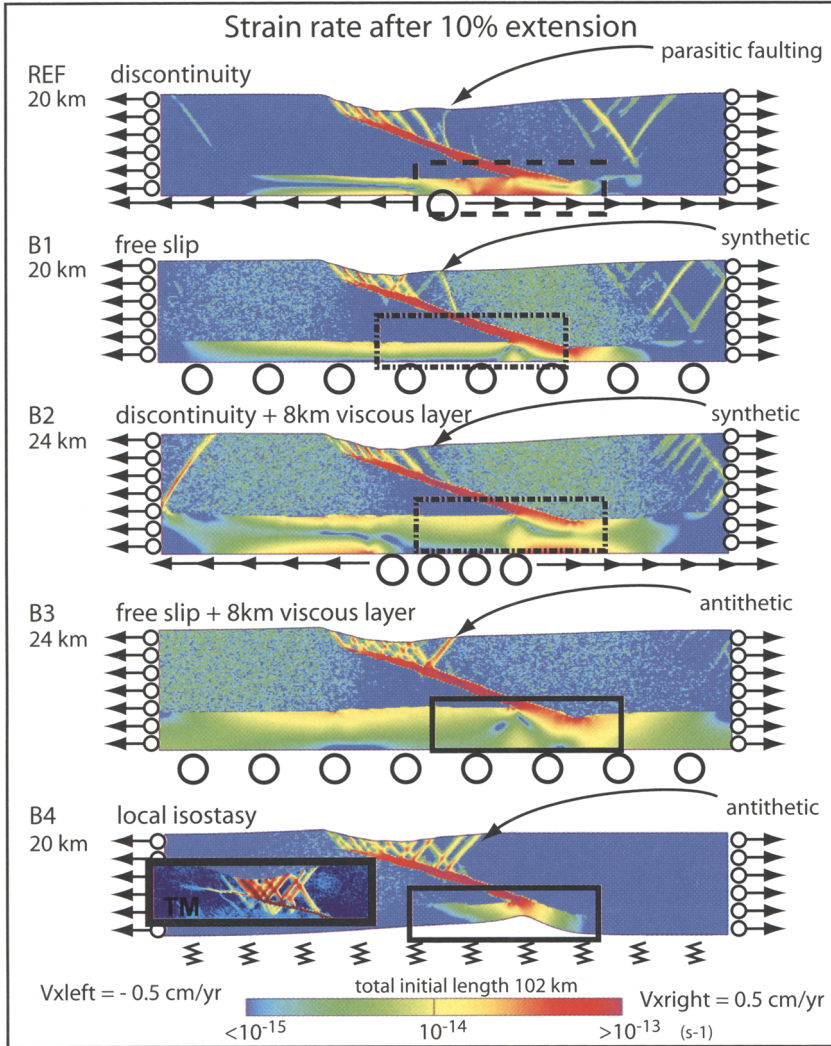 Strain rate after 10% extension
parasitic faulting
REF discontinuity
20 km
synthetic
B1 free slip
20 km
B2 discontinuity + 8km viscous layer
synthetic
24 km
B3 free slip + 8km viscous layer
antithetic
24 km
B4 local isostasy
antithetic
20 km
TM
Vxleft = - 0.5 cm/yr
total initial length 102 km
Vxright = 0.5 cm/yr
<10-15 10-14 >10-13 (s-1)